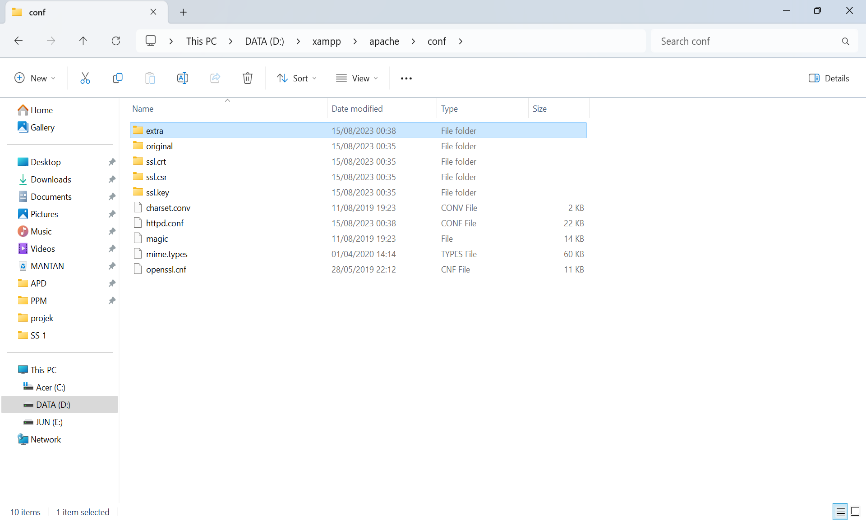 conf
This PC > DATA (D:) > xampp > apache > conf >
Search conf
New
Sort
View
Details
Name
Date modified
Type
Size
Home
Gallery
Desktop
Downloads
Documents
Pictures
Music
Videos
MANTAN
APD
PPM
projek
SS 1
This PC
Acer (C:)
DATA (D:)
JUN (E:)
Network
extra 15/08/2023 00:38 File folder
original 15/08/2023 00:35 File folder
ssl.crt 15/08/2023 00:35 File folder
ssl.csr 15/08/2023 00:35 File folder
ssl.key 15/08/2023 00:35 File folder
charset.conv 11/08/2019 19:23 CONV File 2 KB
httpd.conf 15/08/2023 00:38 CONF File 22 KB
magic 11/08/2019 19:23 File 14 KB
mime.types 01/04/2020 14:14 TYPES File 60 KB
openssl.cnf 28/05/2019 22:12 CNF File 11 KB
10 items
1 item selected